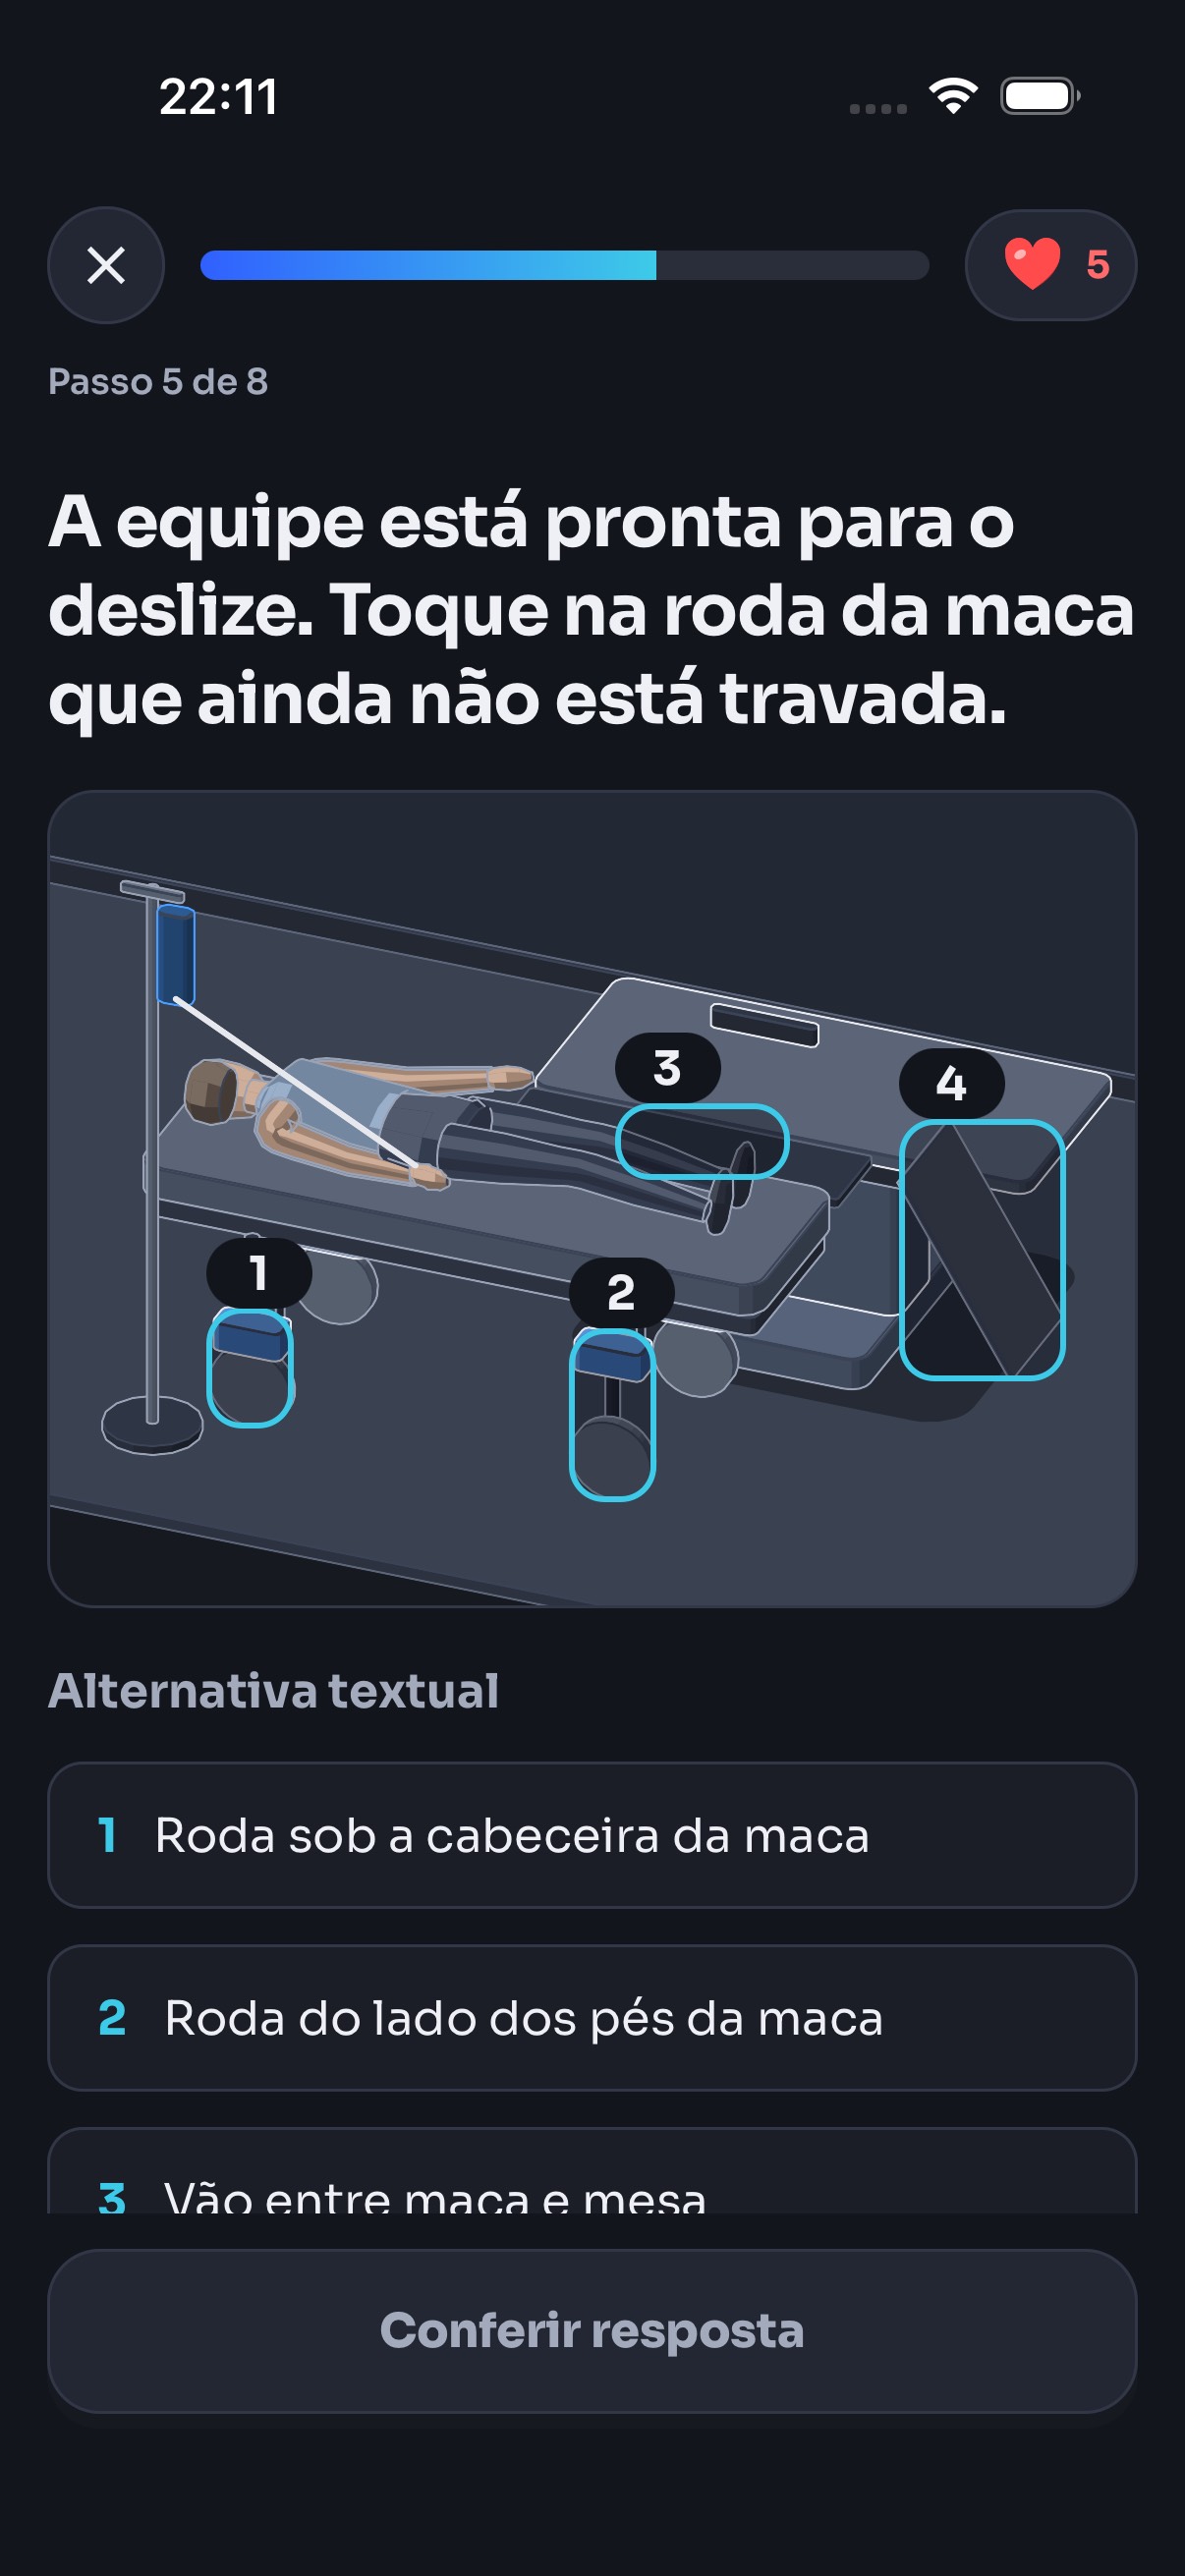 22:11
5
Passo 5 de 8
A equipe está pronta para o
deslize. Toque na roda da maca
que ainda não está travada.
3
4
1
2
Alternativa textual
1 Roda sob a cabeceira da maca
2 Roda do lado dos pés da maca
3 Vão entre maca e mesa
Conferir resposta